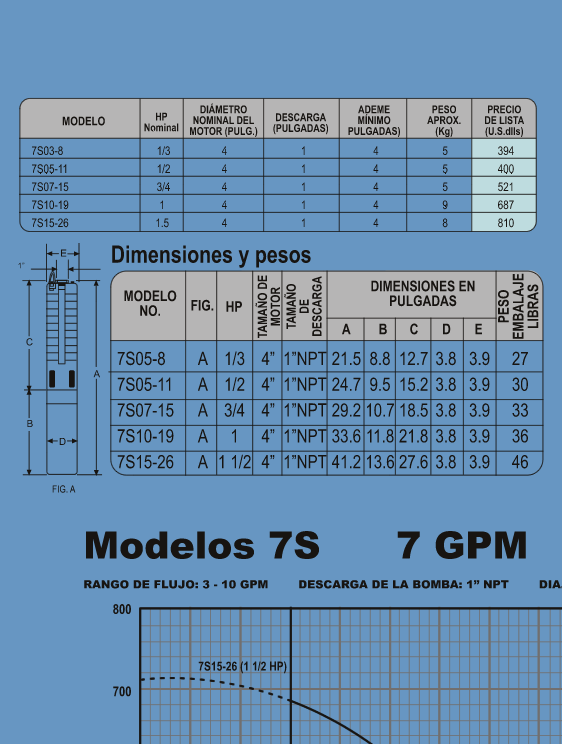 MODELO HP Nominal DIÁMETRO NOMINAL DEL MOTOR (PULG.) DESCARGA (PULGADAS) ADEME MÍNIMO PULGADAS) PESO APROX. (Kg) PRECIO DE LISTA (U.S.dlls)
7S03-8 1/3 4 1 4 5 394
7S05-11 1/2 4 1 4 5 400
7S07-15 3/4 4 1 4 5 521
7S10-19 1 4 1 4 9 687
7S15-26 1.5 4 1 4 8 810
Dimensiones y pesos
MODELO NO. FIG. HP TAMAÑO DE MOTOR TAMAÑO DE DESCARGA DIMENSIONES EN PULGADAS PESO EMBALAJE LIBRAS
A B C D E
7S05-8 A 1/3 4” 1”NPT 21.5 8.8 12.7 3.8 3.9 27
7S05-11 A 1/2 4” 1”NPT 24.7 9.5 15.2 3.8 3.9 30
7S07-15 A 3/4 4” 1”NPT 29.2 10.7 18.5 3.8 3.9 33
7S10-19 A 1 4” 1”NPT 33.6 11.8 21.8 3.8 3.9 36
7S15-26 A 1 1/2 4” 1”NPT 41.2 13.6 27.6 3.8 3.9 46
E
1"
C
A
B
D
FIG. A
Modelos 7S 7 GPM
RANGO DE FLUJO: 3 - 10 GPM DESCARGA DE LA BOMBA: 1” NPT DIA
800
7S15-26 (1 1/2 HP)
700